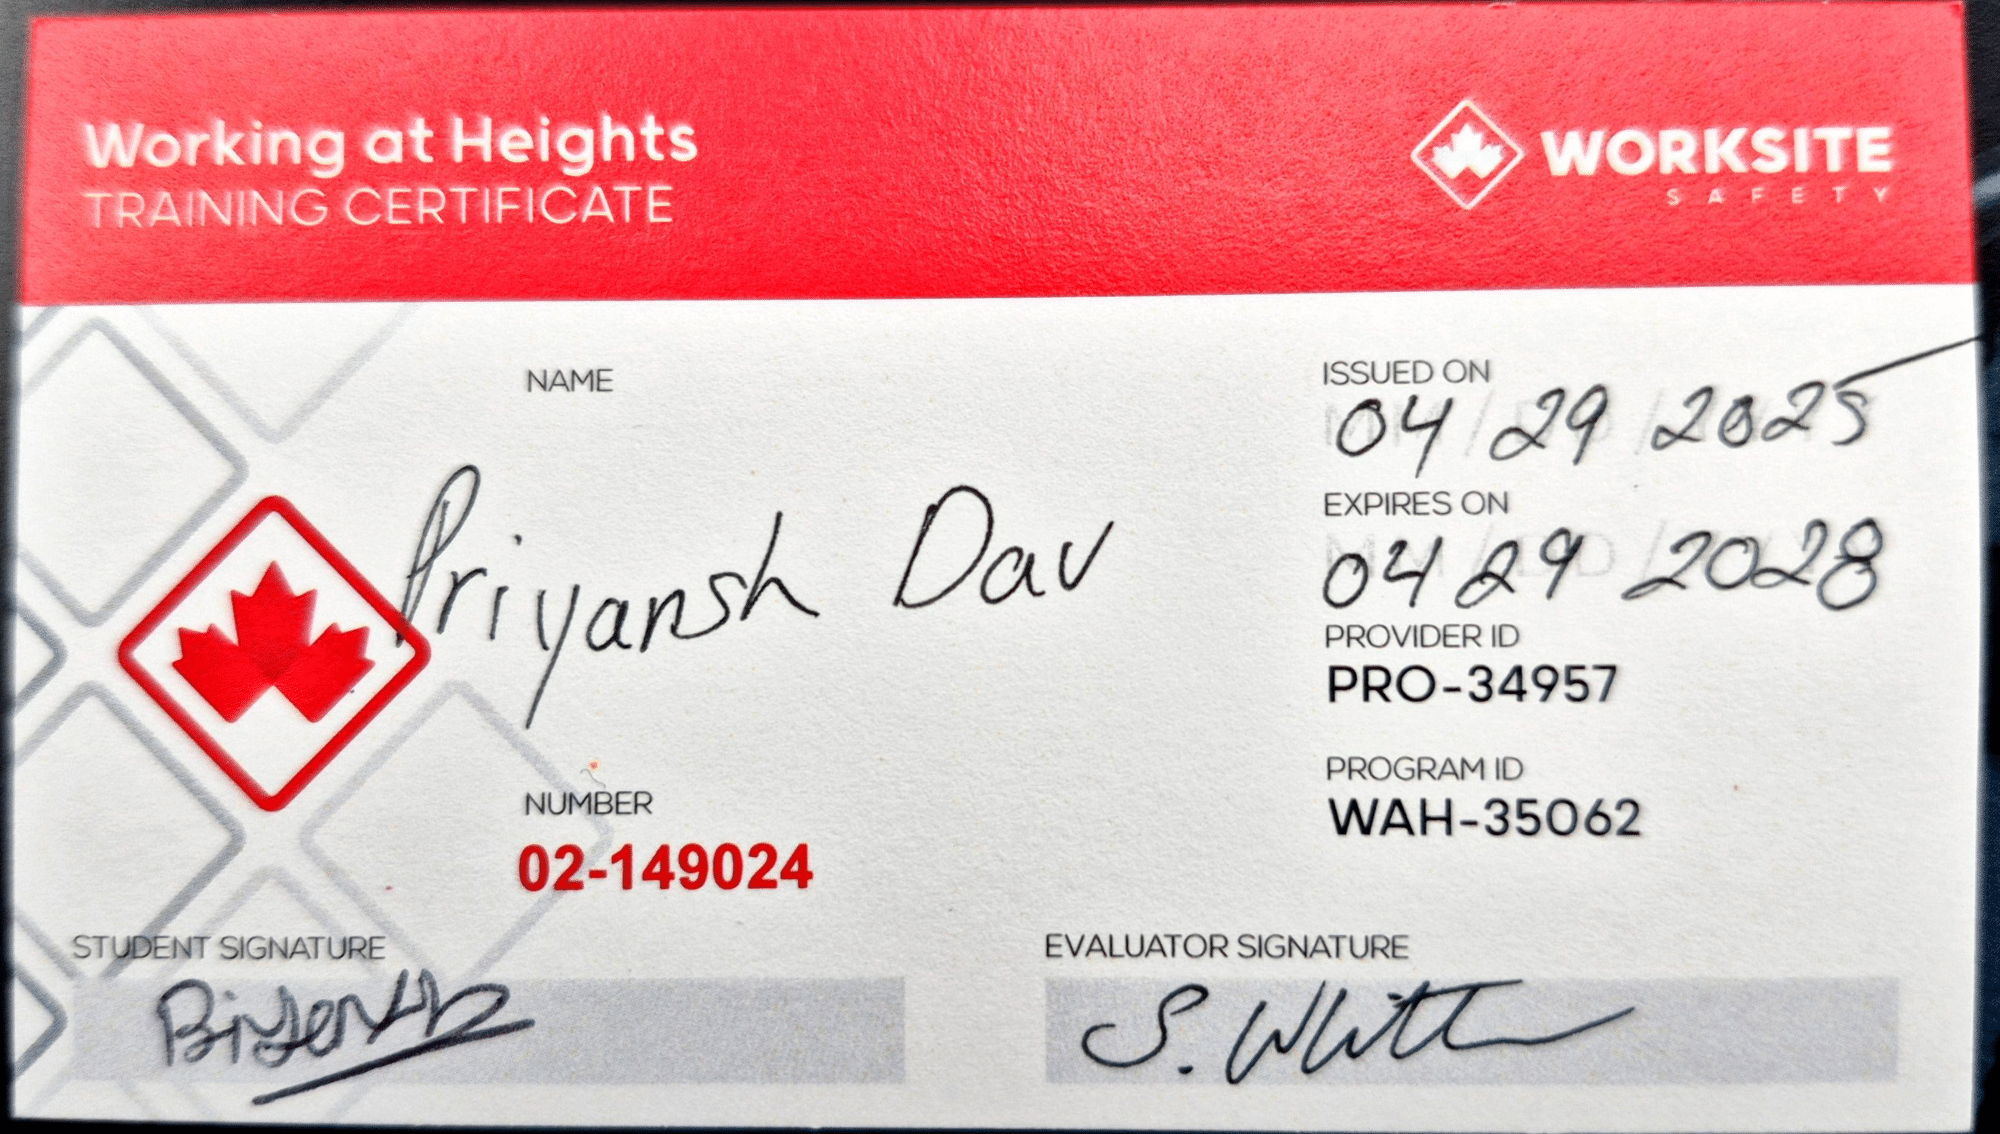 Working at Heights
TRAINING CERTIFICATE
WORKSITE
SAFETY
NAME
Priyansh Dav
ISSUED ON
04 29 2025
EXPIRES ON
04 29 2028
PROVIDER ID
PRO-34957
PROGRAM ID
WAH-35062
NUMBER
02-149024
STUDENT SIGNATURE
EVALUATOR SIGNATURE
S.